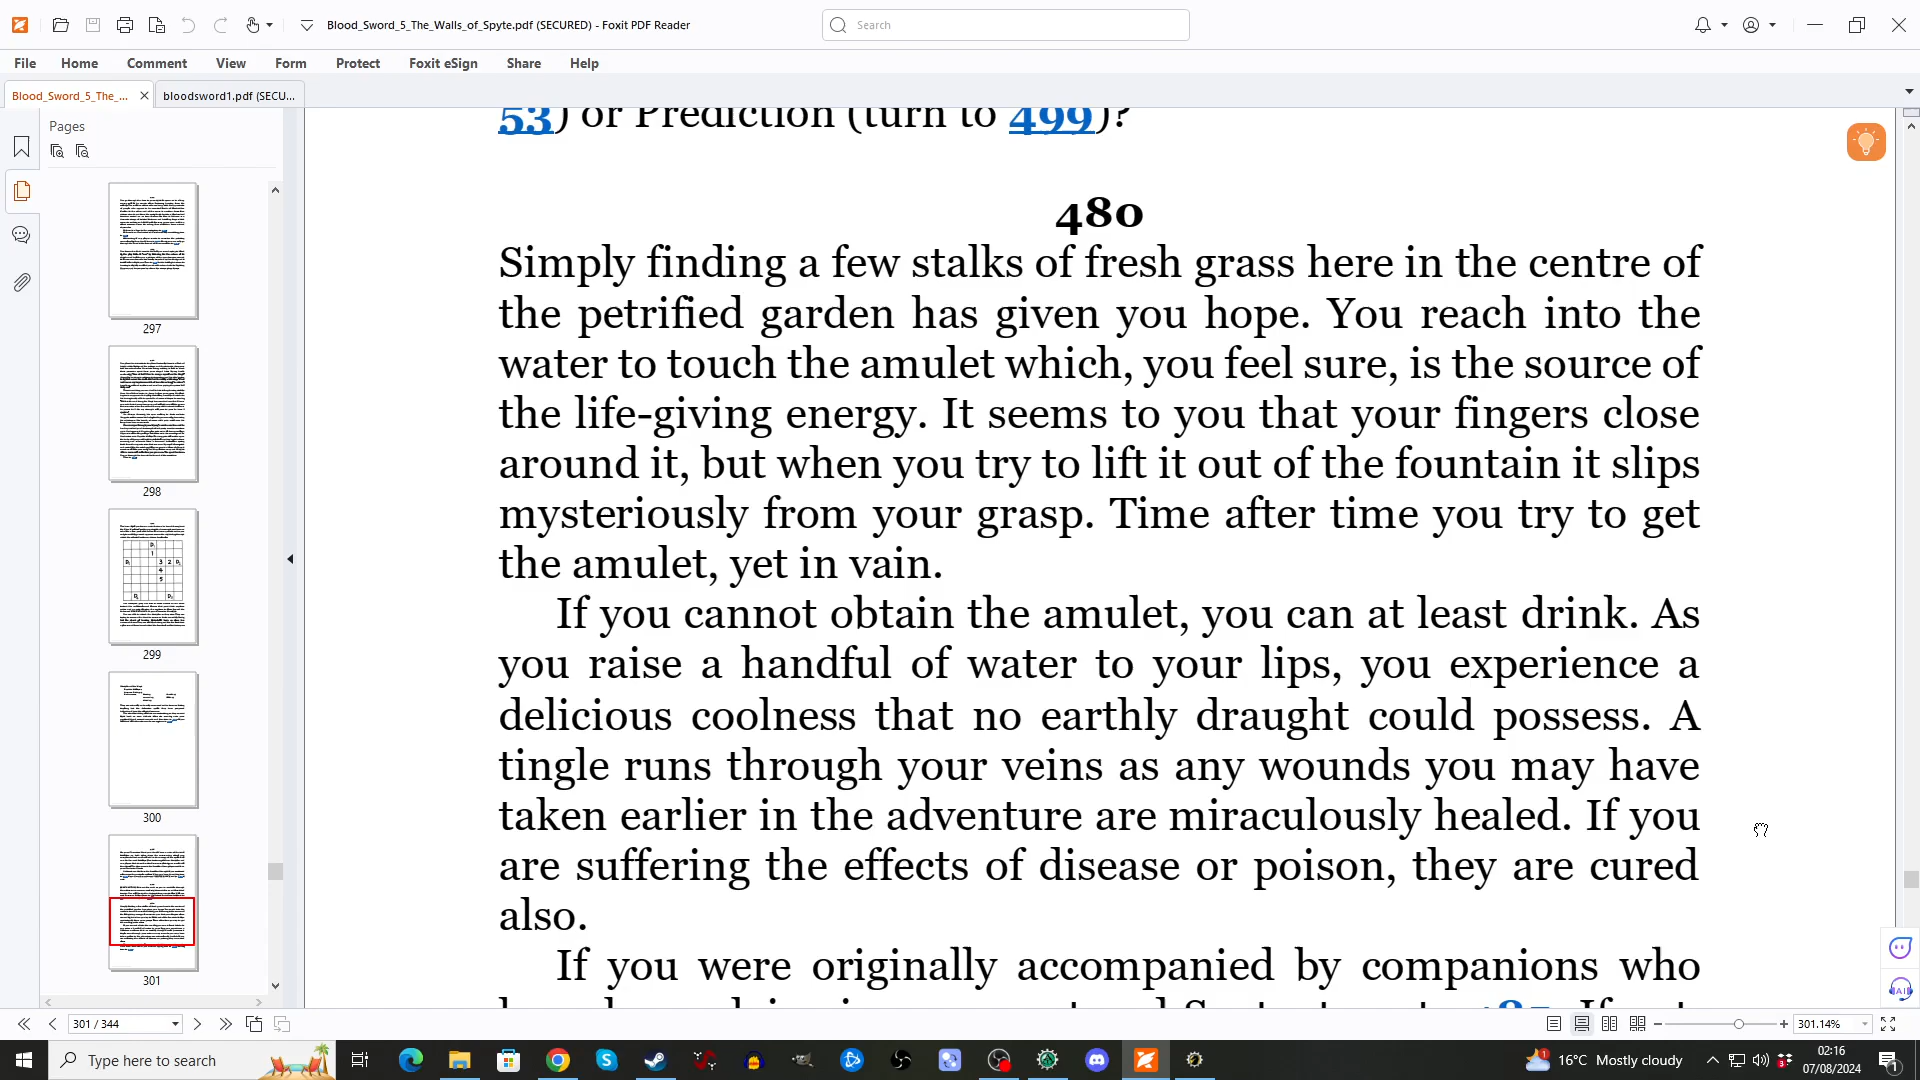 Blood_Sword_5_The_Walls_of_Spyte.pdf (SECURED) - Foxit PDF Reader
Search
File Home Comment View Form Protect Foxit eSign Share Help
Blood_Sword_5_The_...
bloodsword1.pdf (SECU...
Pages
297
298
299
300
301
53) or Prediction (turn to 499)?
480
Simply finding a few stalks of fresh grass here in the centre of
the petrified garden has given you hope. You reach into the
water to touch the amulet which, you feel sure, is the source of
the life-giving energy. It seems to you that your fingers close
around it, but when you try to lift it out of the fountain it slips
mysteriously from your grasp. Time after time you try to get
the amulet, yet in vain.
If you cannot obtain the amulet, you can at least drink. As
you raise a handful of water to your lips, you experience a
delicious coolness that no earthly draught could possess. A
tingle runs through your veins as any wounds you may have
taken earlier in the adventure are miraculously healed. If you
are suffering the effects of disease or poison, they are cured
also.
If you were originally accompanied by companions who
301 / 344
301.14%
Type here to search
16°C Mostly cloudy
02:16
07/08/2024